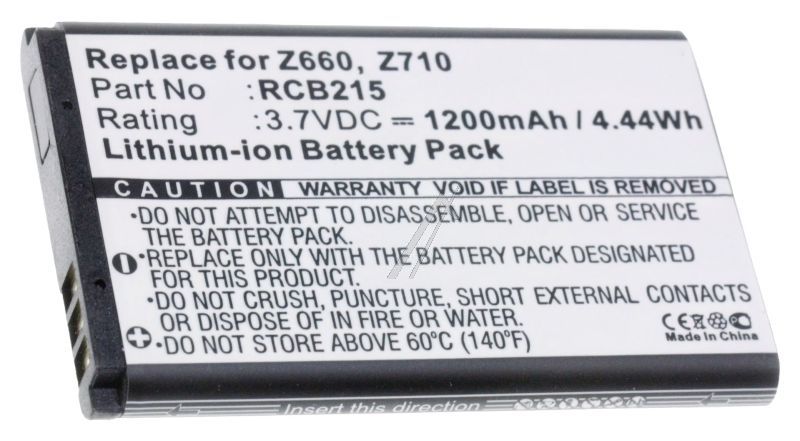 Replace for Z660, Z710
Part No :RCB215
Rating :3.7VDC ⎓ 1200mAh / 4.44Wh
Lithium-ion Battery Pack
CAUTION WARRANTY VOID IF LABEL IS REMOVED
•DO NOT ATTEMPT TO DISASSEMBLE, OPEN OR SERVICE
THE BATTERY PACK.
•REPLACE ONLY WITH THE BATTERY PACK DESIGNATED
FOR THIS PRODUCT.
•DO NOT CRUSH, PUNCTURE, SHORT EXTERNAL CONTACTS
OR DISPOSE OF IN FIRE OR WATER.
•DO NOT STORE ABOVE 60°C (140°F)
CE
Made in China
Insert this end first